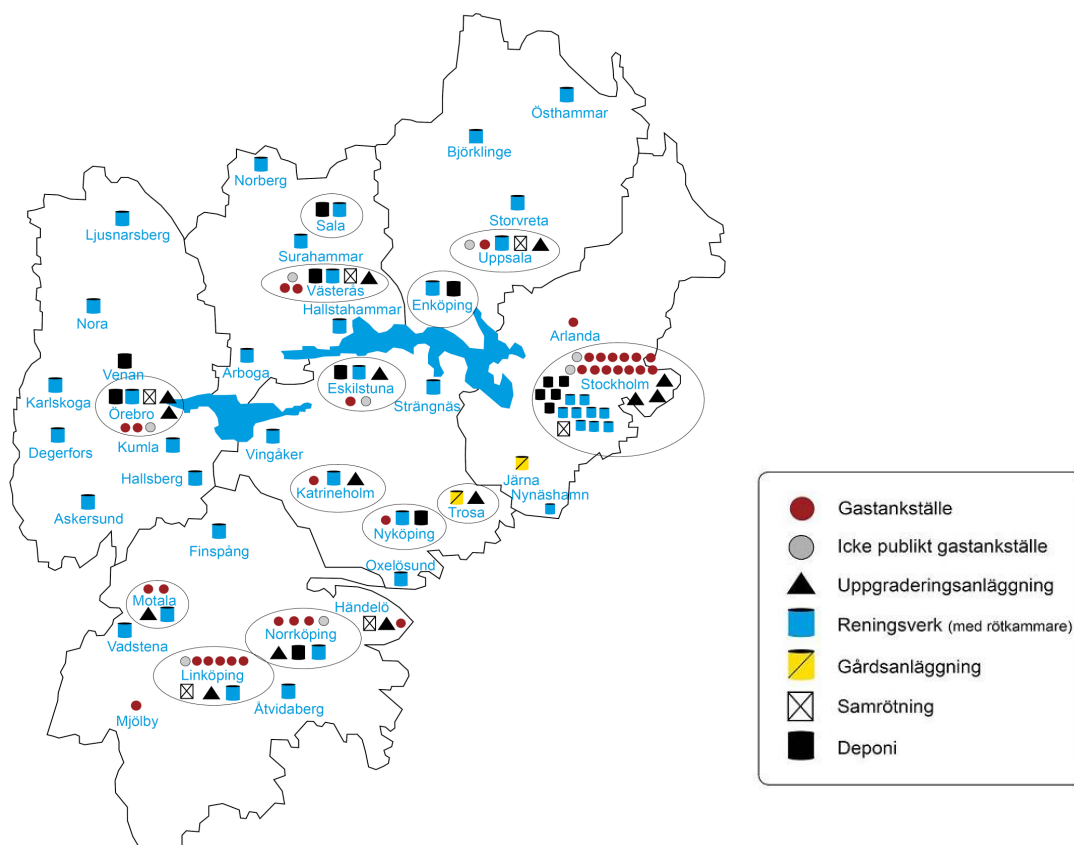 Östhammar
Björklinge
Norberg
Storvreta
Ljusnarsberg
Sala
Surahammar
Uppsala
Västerås
Enköping
Hallstahammar
Nora
Arlanda
Venan
Arboga
Stockholm
Karlskoga
Eskilstuna
Strängnäs
Örebro
Degerfors
Kumla
Vingåker
Hallsberg
Järna
Katrineholm
Nynäshamn
Askersund
Trosa
Nyköping
Finspång
Oxelösund
Motala
Händelö
Vadstena
Norrköping
Linköping
Åtvidaberg
Mjölby
Gastankställe
Icke publikt gastankställe
Uppgraderingsanläggning
Reningsverk (med rötkammare)
Gårdsanläggning
Samrötning
Deponi